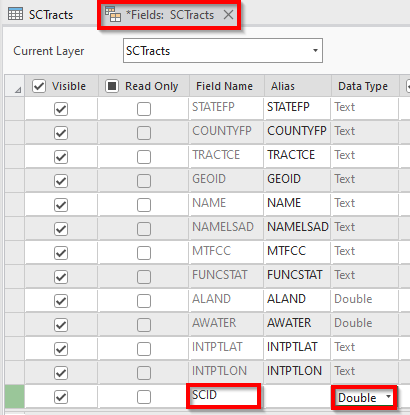 SCTracts *Fields: SCTracts
Current Layer SCTracts
Visible Read Only Field Name Alias Data Type
STATEFP STATEFP Text
COUNTYFP COUNTYFP Text
TRACTCE TRACTCE Text
GEOID GEOID Text
NAME NAME Text
NAMELSAD NAMELSAD Text
MTFCC MTFCC Text
FUNCSTAT FUNCSTAT Text
ALAND ALAND Double
AWATER AWATER Double
INTPTLAT INTPTLAT Text
INTPTLON INTPTLON Text
SCID Double